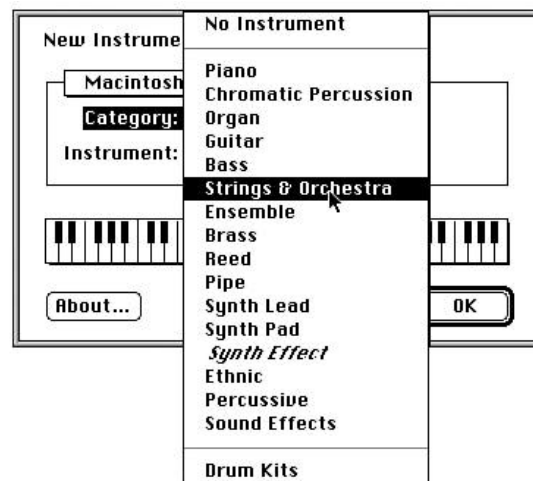 New Instrume
Macintosh
Category:
Instrument:
About...
No Instrument
Piano
Chromatic Percussion
Organ
Guitar
Bass
Strings & Orchestra
Ensemble
Brass
Reed
Pipe
Synth Lead
Synth Pad
Synth Effect
Ethnic
Percussive
Sound Effects
Drum Kits
OK